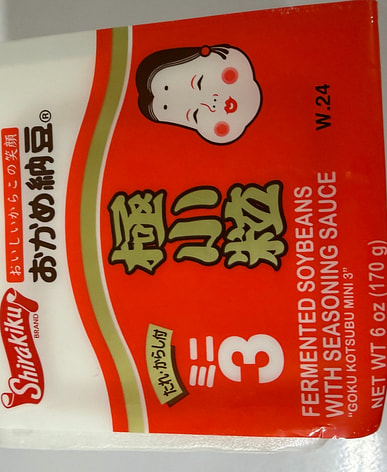 Shirakiku
BRAND
おいしいからこの笑顔
おかめ納豆®
極小粒
たれ・からし付
ミニ3
W.24
FERMENTED SOYBEANS
WITH SEASONING SAUCE
"GOKU KOTSUBU MINI 3"
NET WT 6 oz (170 g)